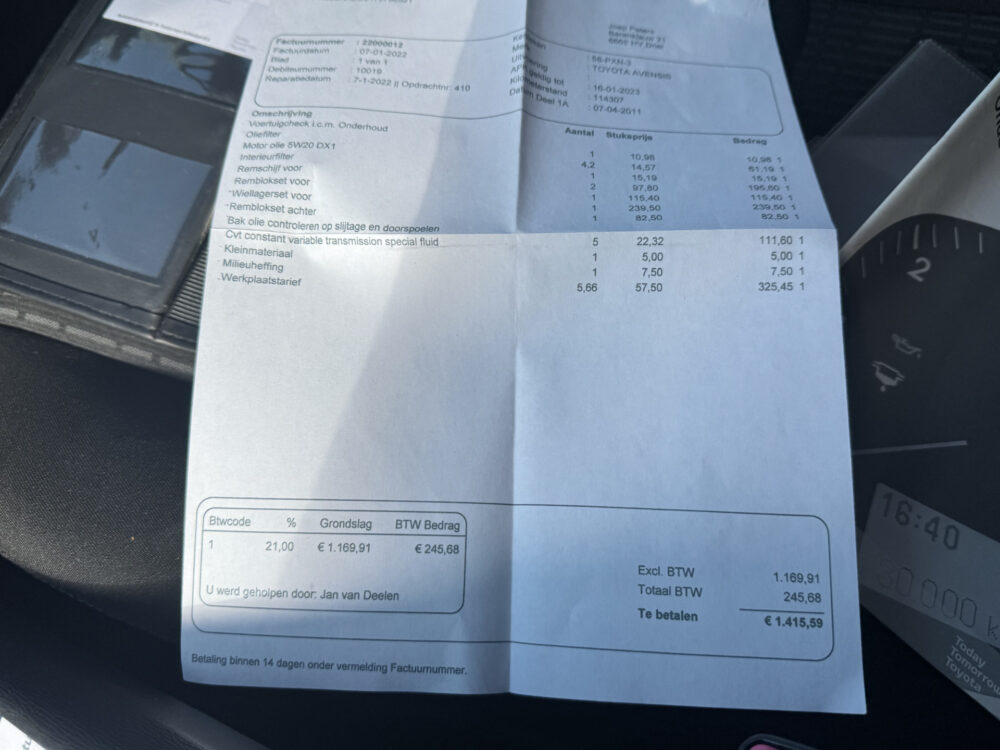 Factuurnummer : 22000012
Factuurdatum : 07-01-2022
Blad : 1 van 1
Debiteurnummer : 10019
Reparatiedatum : 7-1-2022 || Opdrachtnr: 410
: 56-PXN-3
: TOYOTA AVENSIS
: 16-01-2023
: 114307
: 07-04-2011
Omschrijving Aantal Stuksprijs Bedrag
Voertuigcheck i.c.m. Onderhoud
Oliefilter 1 10,98 10,98 1
Motor olie 5W20 DX1 4,2 14,57 61,19 1
Interieurfilter 1 15,19 15,19 1
Remschijf voor 2 97,80 195,60 1
Remblokset voor 1 115,40 115,40 1
Wiellagerset voor 1 239,50 239,50 1
Remblokset achter 1 82,50 82,50 1
Bak olie controleren op slijtage en doorspoelen
Cvt constant variable transmission special fluid 5 22,32 111,60 1
Kleinmateriaal 1 5,00 5,00 1
Milieuheffing 1 7,50 7,50 1
Werkplaatstarief 5,66 57,50 325,45 1
Btwcode % Grondslag BTW Bedrag
1 21,00 € 1.169,91 € 245,68
U werd geholpen door: Jan van Deelen
Excl. BTW 1.169,91
Totaal BTW 245,68
Te betalen € 1.415,59
Betaling binnen 14 dagen onder vermelding Factuurnummer.
2
16:40
Today
Tomorrow
Toyota